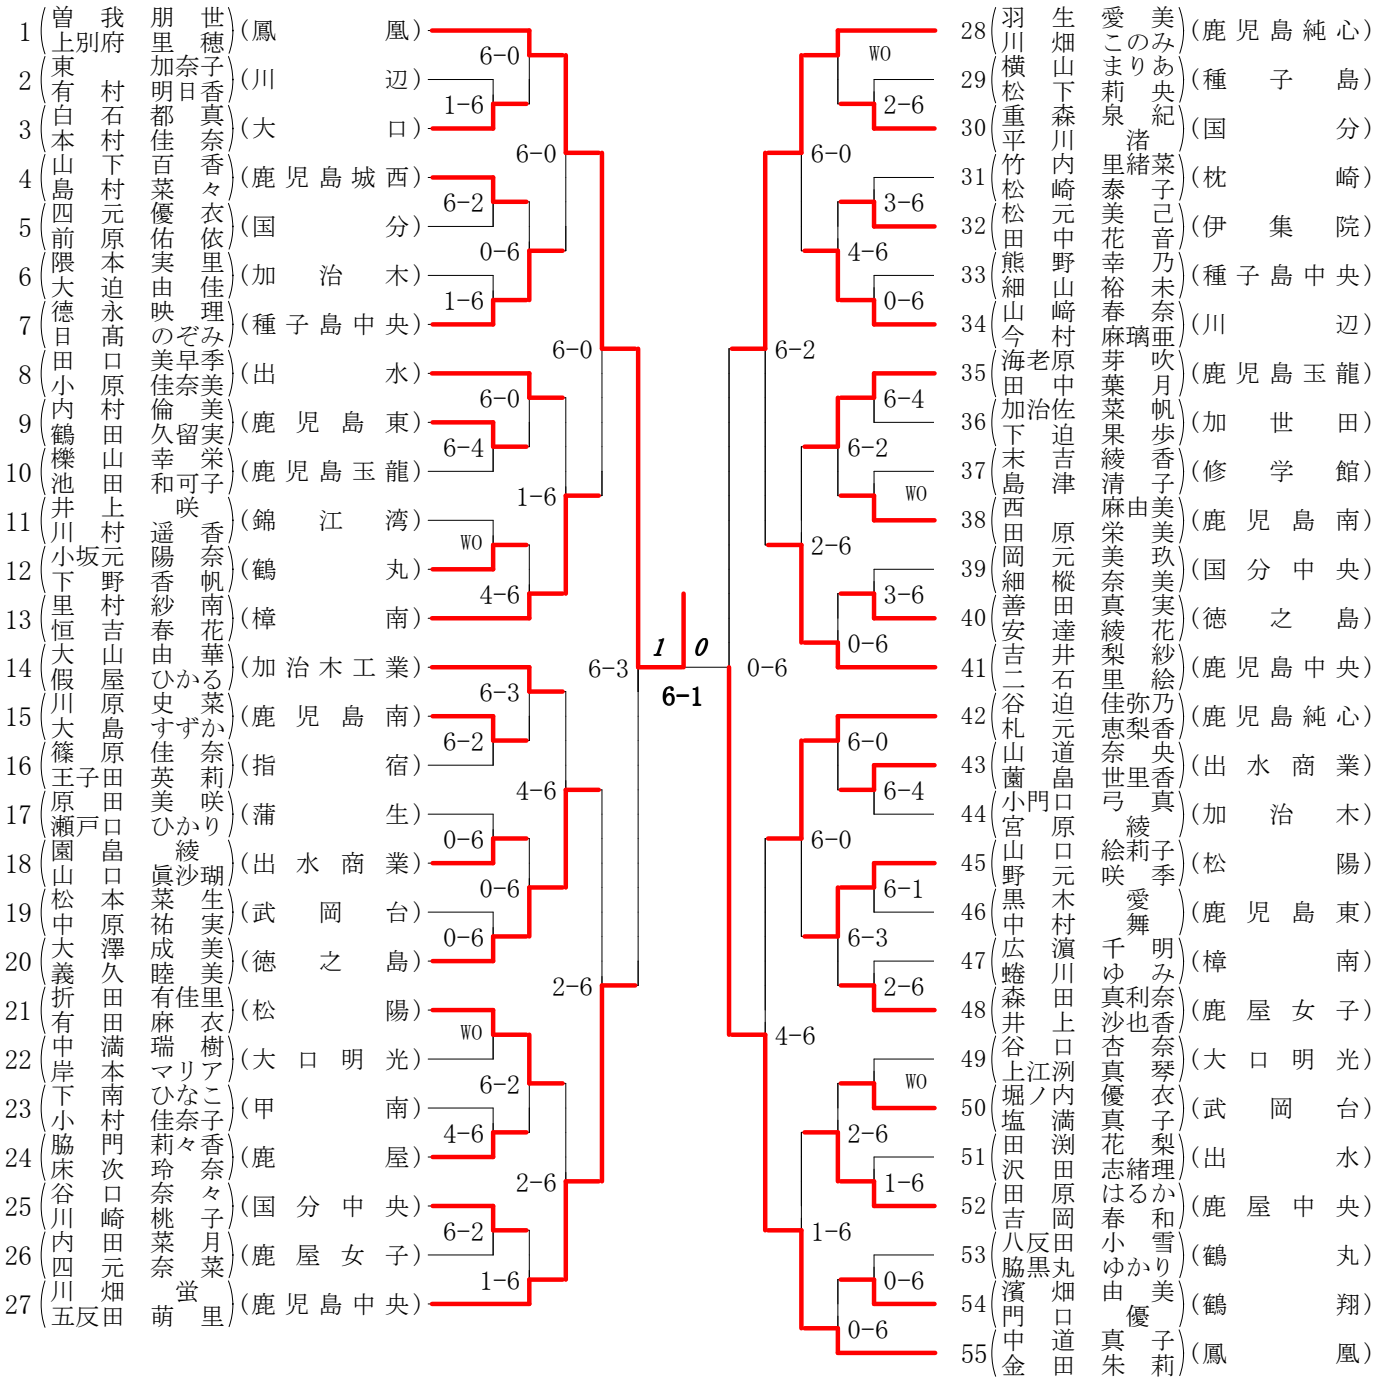 1 曽我 朋世 上別府 里穂 (鳳凰)
2 東 加奈子 有村 明日香 (川辺)
3 白石 都真 本村 佳奈 (大口)
4 山下 百香 島村 菜々 (鹿児島城西)
5 四元 優衣 前原 佑依 (国分)
6 隈本 実里 大迫 由佳 (加治木)
7 德永 映理 日髙 のぞみ (種子島中央)
8 田口 美早季 小原 佳奈美 (出水)
9 内村 倫美 鶴田 久留実 (鹿児島東)
10 櫟山 幸栄 池田 和可子 (鹿児島玉龍)
11 井上 咲 川村 遥香 (錦江湾)
12 小坂元 陽奈 下野 香帆 (鶴丸)
13 里村 紗南 恒吉 春花 (樟南)
14 大山 由華 假屋 ひかる (加治木工業)
15 川原 史菜 大島 すずか (鹿児島南)
16 篠原 佳奈 王子田 英莉 (指宿)
17 原田 美咲 瀬戸口 ひかり (蒲生)
18 園畠 綾 山口 眞沙瑚 (出水商業)
19 松本 菜生 中原 祐実 (武岡台)
20 大澤 成美 義久 睦美 (徳之島)
21 折田 有佳里 有田 麻衣 (松陽)
22 中満 瑞樹 岸本 マリア (大口明光)
23 下南 ひなこ 小村 佳奈子 (甲南)
24 脇門 莉々香 床次 玲奈 (鹿屋)
25 谷口 奈々 川崎 桃子 (国分中央)
26 内田 菜月 四元 奈菜 (鹿屋女子)
27 川畑 蛍 五反田 萌里 (鹿児島中央)
6-0
1-6
6-0
6-2
0-6
1-6
6-0
6-0
6-4
1-6
WO
4-6
6-3
6-3
6-2
4-6
0-6
0-6
0-6
2-6
WO
6-2
4-6
2-6
6-2
1-6
1 0
6-1
28 羽生 愛美 川畑 このみ (鹿児島純心)
29 横山 まりあ 松下 莉央 (種子島)
30 重森 泉紀 平川 渚 (国分)
31 竹内 里緒菜 松崎 泰子 (枕崎)
32 松元 美己 田中 花音 (伊集院)
33 熊野 幸乃 細山 裕未 (種子島中央)
34 山﨑 春奈 今村 麻璃亜 (川辺)
35 海老原 芽吹 田中 葉月 (鹿児島玉龍)
36 加治佐 菜帆 下迫 果歩 (加世田)
37 末吉 綾香 島津 清子 (修学館)
38 西 麻由美 田原 栄美 (鹿児島南)
39 岡元 美玖 細樅 奈美 (国分中央)
40 善田 真実 安達 綾花 (徳之島)
41 吉井 梨紗 二石 里絵 (鹿児島中央)
42 谷迫 佳弥乃 札元 恵梨香 (鹿児島純心)
43 山道 奈央 薗畠 世里香 (出水商業)
44 小門口 弓真 宮原 綾 (加治木)
45 山口 絵莉子 野元 咲季 (松陽)
46 黒木 愛 中村 舞 (鹿児島東)
47 広濵 千明 蜷川 ゆみ (樟南)
48 森田 真利奈 井上 沙也香 (鹿屋女子)
49 谷口 杏奈 上江洌 真琴 (大口明光)
50 堀ノ内 優衣 塩満 真子 (武岡台)
51 田渕 花梨 沢田 志緒理 (出水)
52 田原 はるか 吉岡 春和 (鹿屋中央)
53 八反田 小雪 脇黒丸 ゆかり (鶴丸)
54 濱畑 由美 門口 優 (鶴翔)
55 中道 真子 金田 朱莉 (鳳凰)
WO
2-6
6-0
3-6
4-6
0-6
6-2
6-4
6-2
WO
2-6
3-6
0-6
0-6
6-0
6-4
6-0
6-1
6-3
2-6
4-6
WO
2-6
1-6
1-6
0-6
0-6